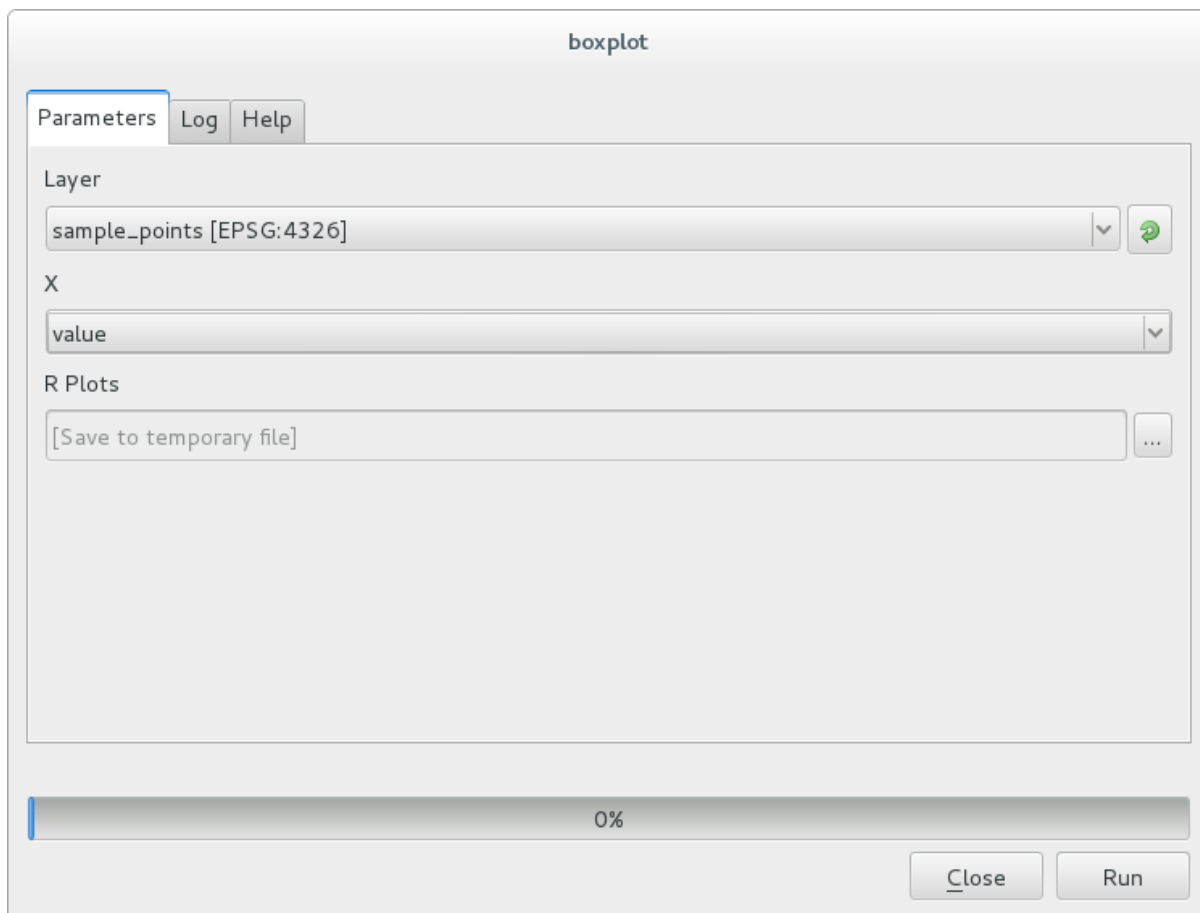 boxplot
Parameters Log Help
Layer
sample_points [EPSG:4326]
X
value
R Plots
[Save to temporary file]
...
0%
Close Run